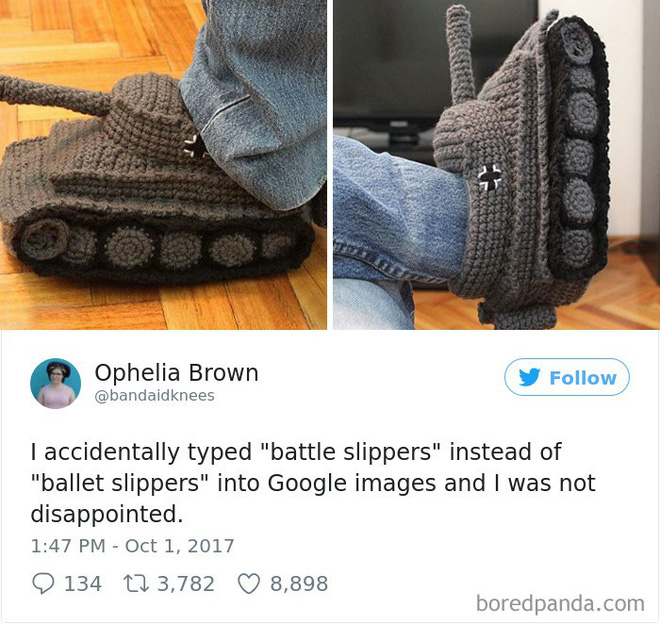 Ophelia Brown
@bandaidknees
Follow
I accidentally typed "battle slippers" instead of
"ballet slippers" into Google images and I was not
disappointed.
1:47 PM - Oct 1, 2017
134 3,782 8,898
boredpanda.com